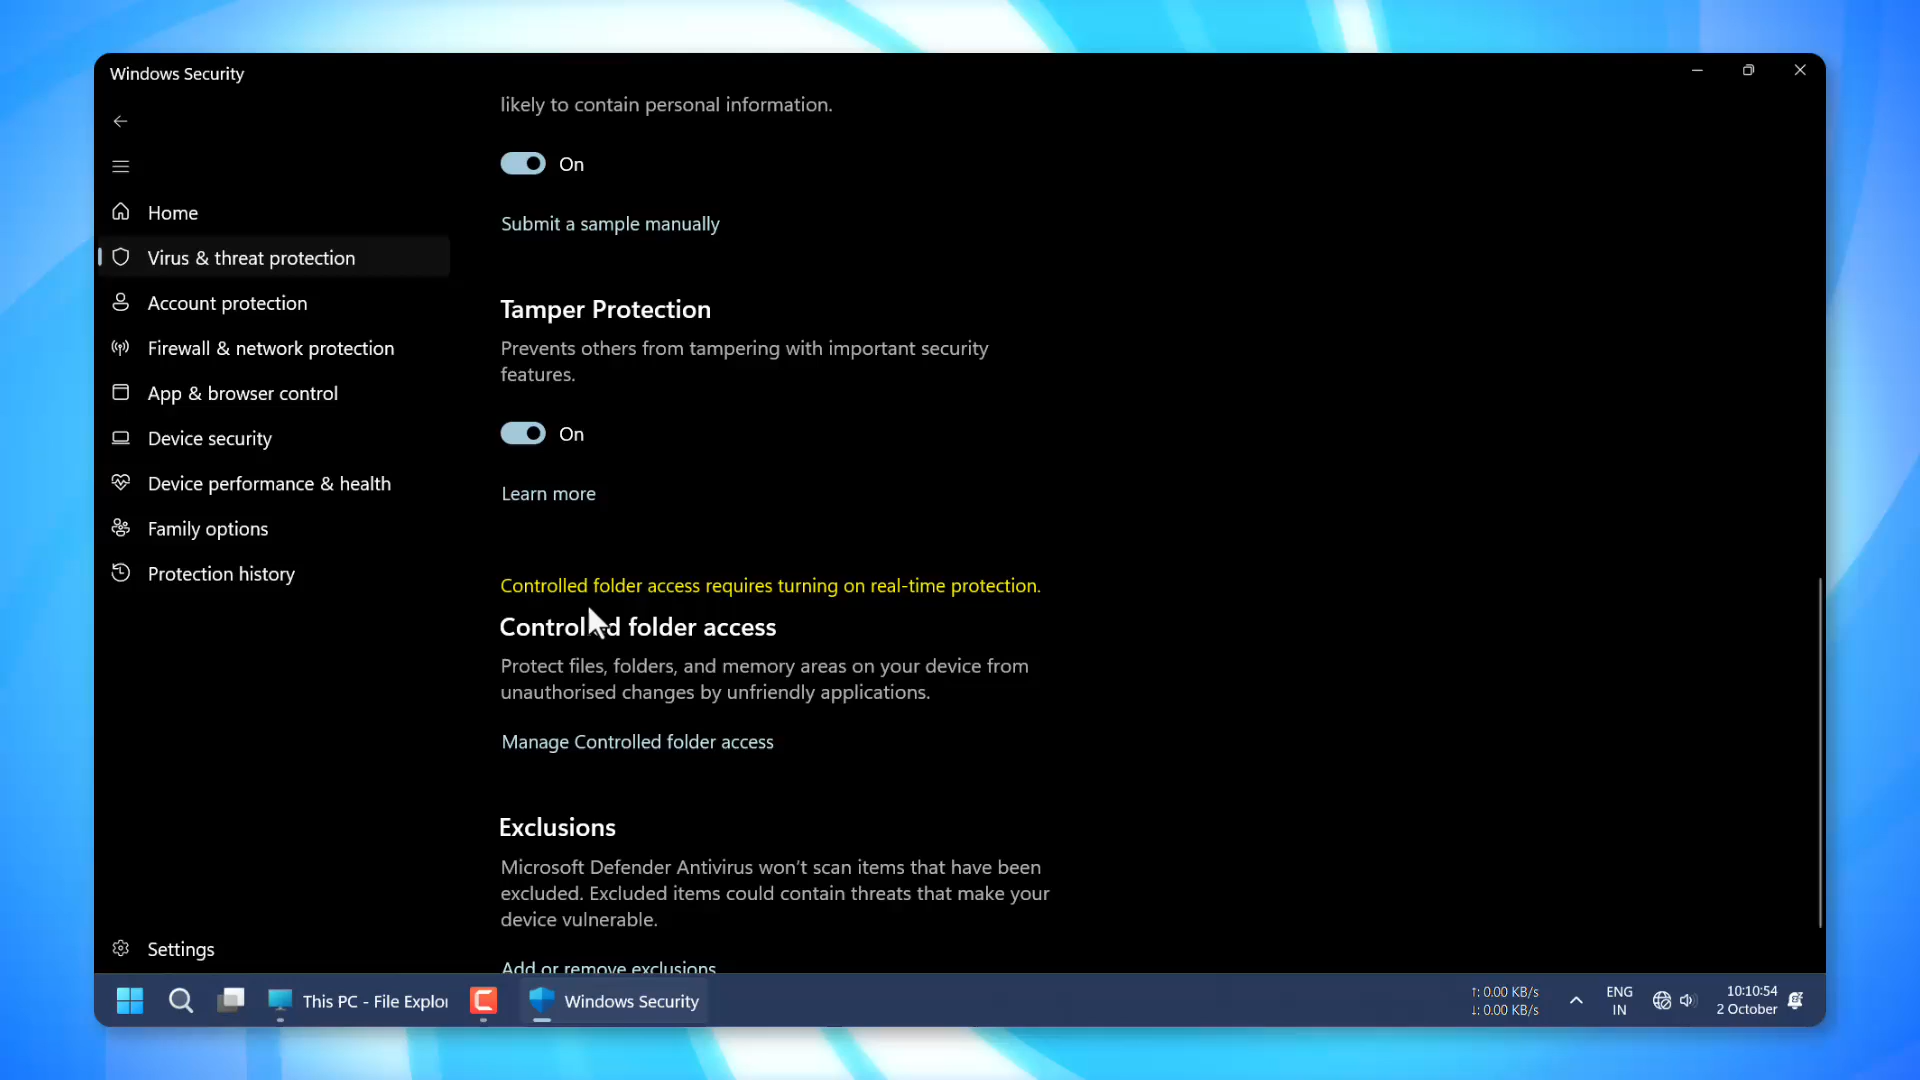 Windows Security
likely to contain personal information.
On
Submit a sample manually
Home
Virus & threat protection
Account protection
Firewall & network protection
App & browser control
Device security
Device performance & health
Family options
Protection history
Settings
Tamper Protection
Prevents others from tampering with important security
features.
On
Learn more
Controlled folder access requires turning on real-time protection.
Controlled folder access
Protect files, folders, and memory areas on your device from
unauthorised changes by unfriendly applications.
Manage Controlled folder access
Exclusions
Microsoft Defender Antivirus won't scan items that have been
excluded. Excluded items could contain threats that make your
device vulnerable.
Add or remove exclusions
This PC - File Explor
Windows Security
↑: 0.00 KB/s
↓: 0.00 KB/s
ENG
IN
10:10:54
2 October